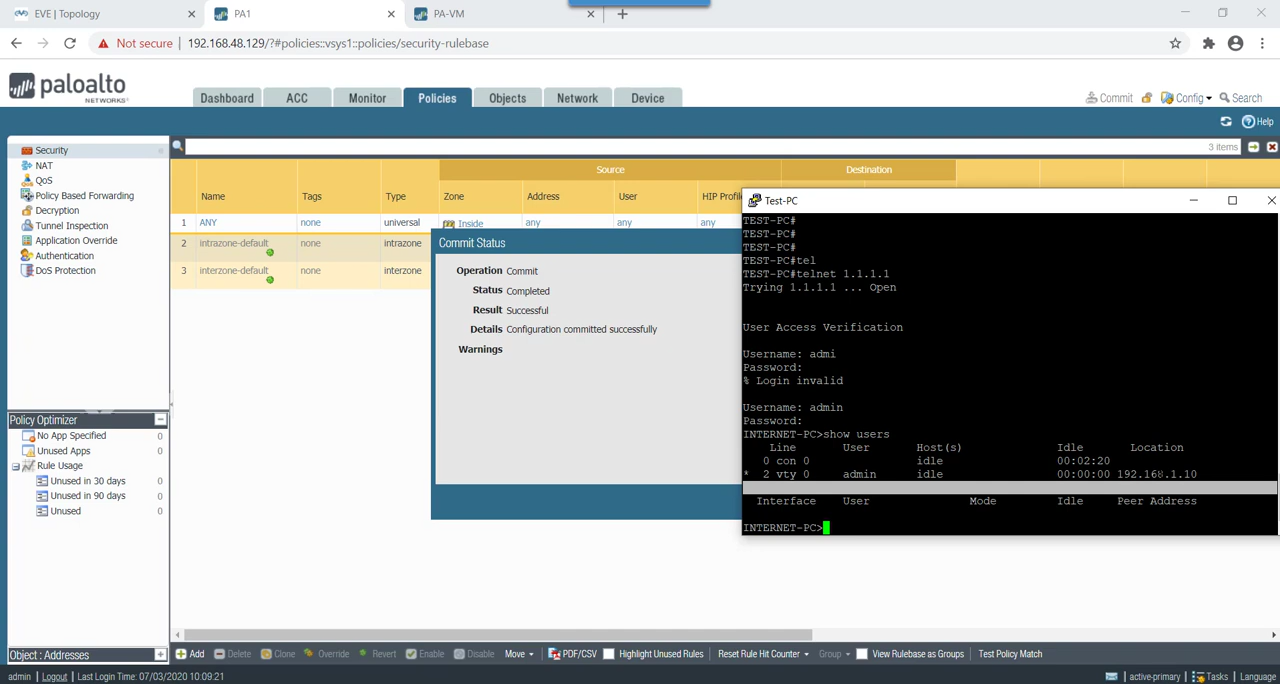 EVE | Topology
PA1
PA-VM
Not secure | 192.168.48.129/?#policies::vsys1::policies/security-rulebase
paloalto
NETWORKS®
Dashboard
ACC
Monitor
Policies
Objects
Network
Device
Commit
Config
Search
Help
Security
NAT
QoS
Policy Based Forwarding
Decryption
Tunnel Inspection
Application Override
Authentication
DoS Protection
3 items
Source
Destination
Name
Tags
Type
Zone
Address
User
HIP Profile
1 ANY none universal Inside any any any
2 intrazone-default none intrazone
3 interzone-default none interzone
Commit Status
Operation Commit
Status Completed
Result Successful
Details Configuration committed successfully
Warnings
Test-PC
TEST-PC#
TEST-PC#
TEST-PC#
TEST-PC#tel
TEST-PC#telnet 1.1.1.1
Trying 1.1.1.1 ... Open
User Access Verification
Username: admi
Password:
% Login invalid
Username: admin
Password:
INTERNET-PC>show users
Line User Host(s) Idle Location
0 con 0 idle 00:02:20
* 2 vty 0 admin idle 00:00:00 192.168.1.10
Interface User Mode Idle Peer Address
INTERNET-PC>
Policy Optimizer
No App Specified 0
Unused Apps 0
Rule Usage
Unused in 30 days 0
Unused in 90 days 0
Unused 0
Object : Addresses
Add
Delete
Clone
Override
Revert
Enable
Disable
Move
PDF/CSV
Highlight Unused Rules
Reset Rule Hit Counter
Group
View Rulebase as Groups
Test Policy Match
admin | Logout | Last Login Time: 07/03/2020 10:09:21
active-primary | Tasks | Language